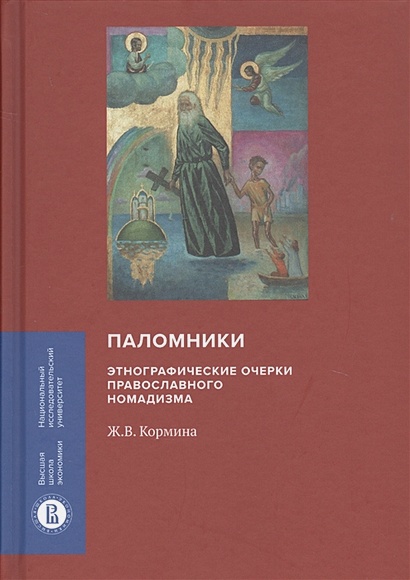 ПАЛОМНИКИ
ЭТНОГРАФИЧЕСКИЕ ОЧЕРКИ
ПРАВОСЛАВНОГО
НОМАДИЗМА
Ж.В. Кормина
Национальный
исследовательский
университет
Высшая
школа
экономики